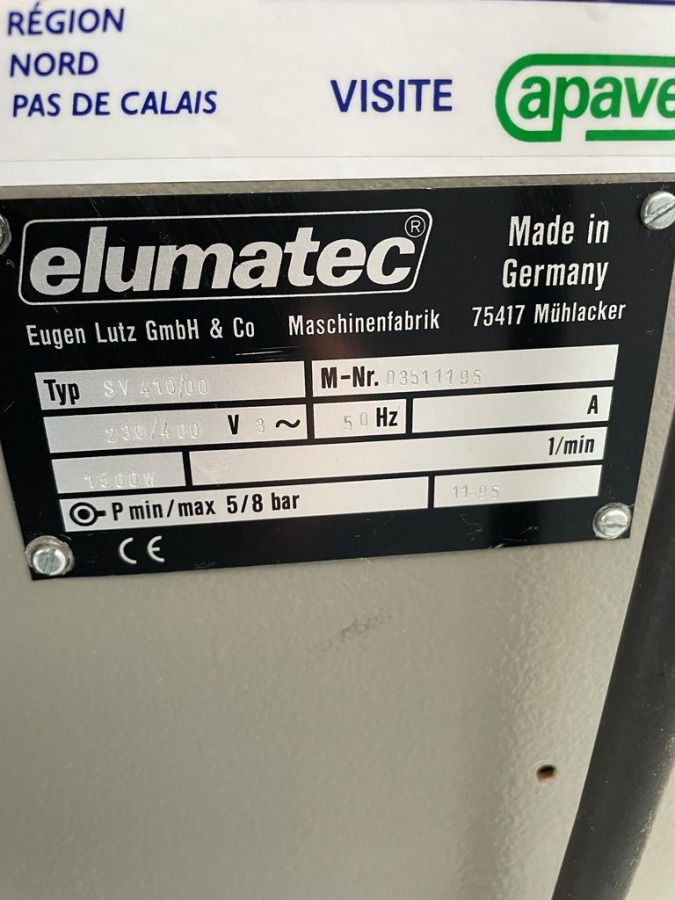 RÉGION
NORD
PAS DE CALAIS
VISITE
apave
elumatec®
Made in
Germany
Eugen Lutz GmbH & Co Maschinenfabrik 75417 Mühlacker
Typ SV 410/00
M-Nr. 03511195
230/400 V 3 ~ 50 Hz A
1500W 1/min
P min/max 5/8 bar 11-95
CE